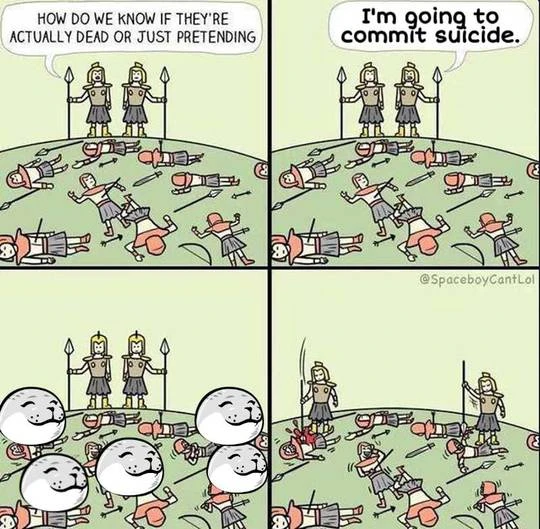 HOW DO WE KNOW IF THEY'RE
ACTUALLY DEAD OR JUST PRETENDING
I'm going to
commit suicide.
@SpaceboyCantLol